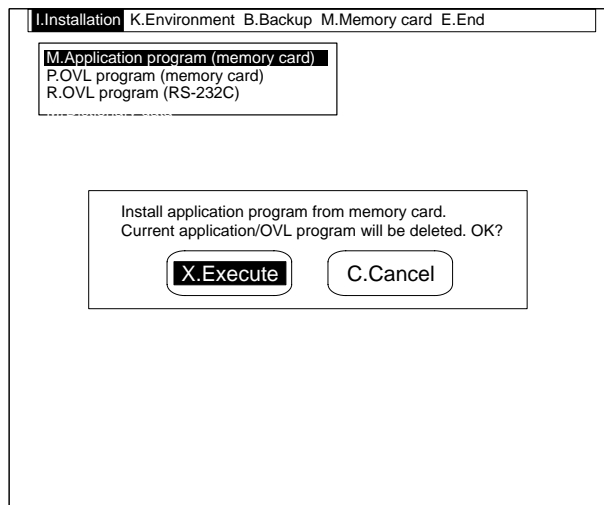 I.Installation K.Environment B.Backup M.Memory card E.End
M.Application program (memory card)
P.OVL program (memory card)
R.OVL program (RS-232C)
Install application program from memory card.
Current application/OVL program will be deleted. OK?
X.Execute C.Cancel